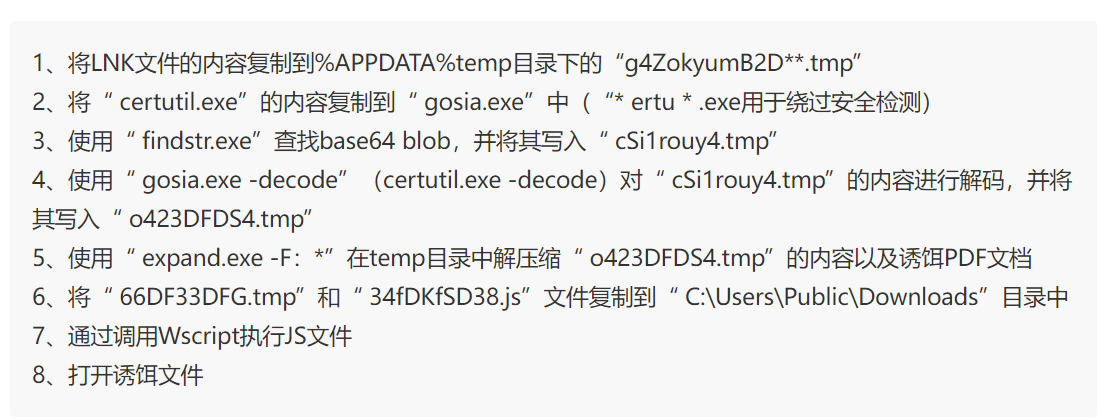 1、将LNK文件的内容复制到%APPDATA%temp目录下的“g4ZokyumB2D**.tmp”
2、将“ certutil.exe”的内容复制到“ gosia.exe”中（“* ertu * .exe用于绕过安全检测）
3、使用“ findstr.exe”查找base64 blob，并将其写入“ cSi1rouy4.tmp”
4、使用“ gosia.exe -decode”（certutil.exe -decode）对“ cSi1rouy4.tmp”的内容进行解码，并将
其写入“ o423DFDS4.tmp”
5、使用“ expand.exe -F：*”在temp目录中解压缩“ o423DFDS4.tmp”的内容以及诱饵PDF文档
6、将“ 66DF33DFG.tmp”和“ 34fDKfSD38.js”文件复制到“ C:\Users\Public\Downloads”目录中
7、通过调用Wscript执行JS文件
8、打开诱饵文件